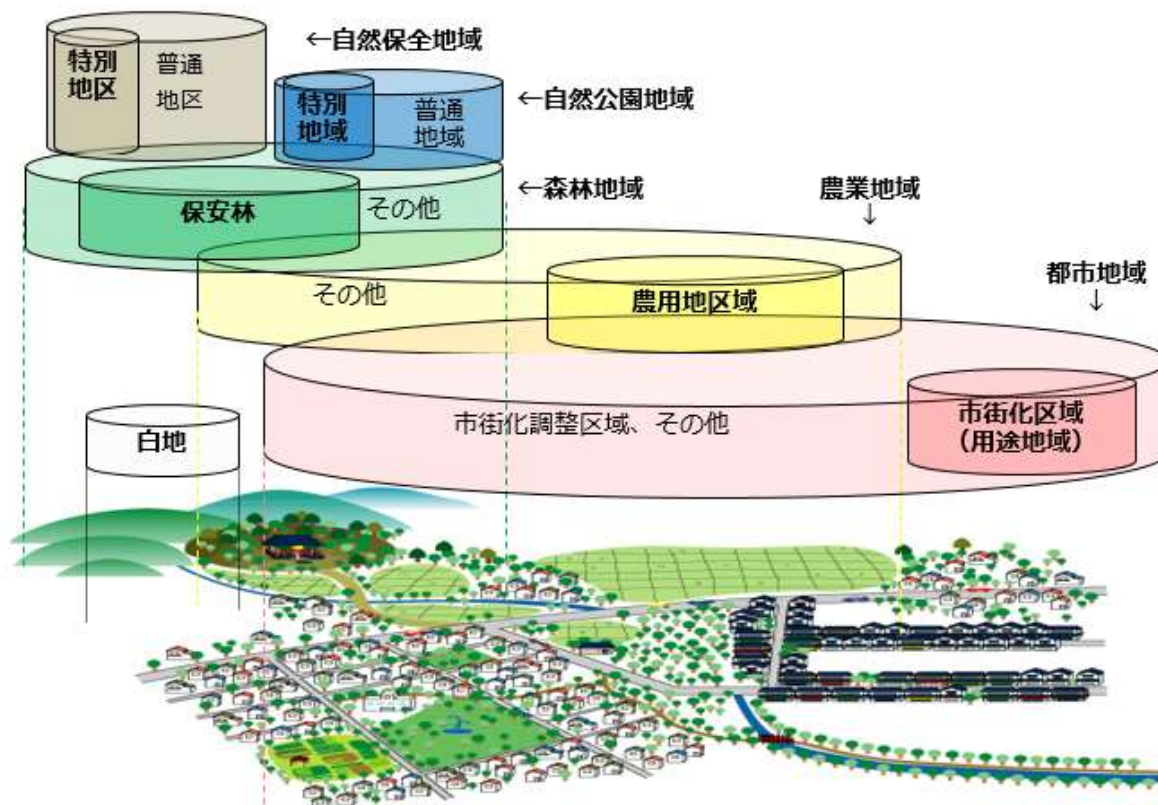 ←自然保全地域
特別
地区
普通
地区
←自然公園地域
特別
地域
普通
地域
←森林地域
保安林
その他
農業地域
↓
その他
農用地区域
都市地域
↓
市街化調整区域、その他
市街化区域
(用途地域)
白地